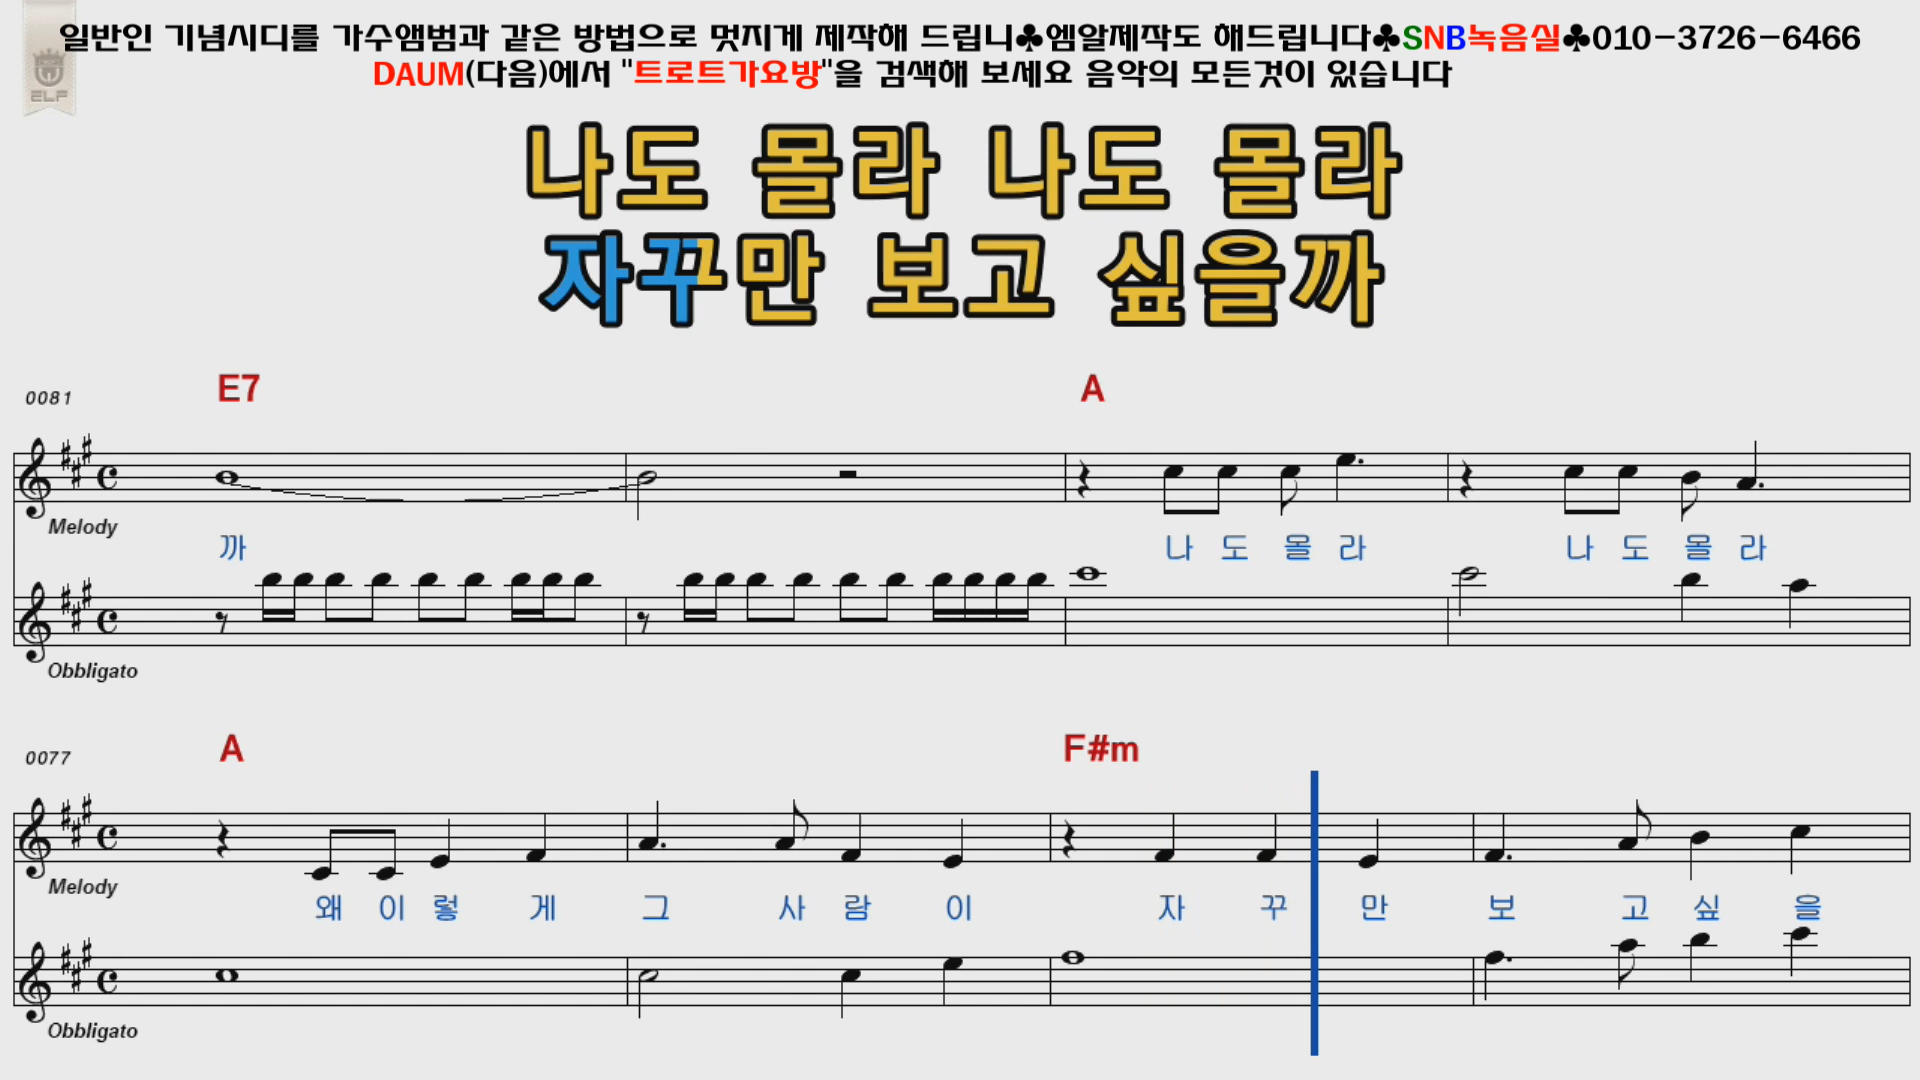 일반인 기념시디를 가수앨범과 같은 방법으로 멋지게 제작해 드립니♣엠알제작도 해드립니다♣SNB녹음실♣010-3726-6466
DAUM(다음)에서 "트로트가요방"을 검색해 보세요 음악의 모든것이 있습니다
ELF
나도 몰라 나도 몰라
자꾸만 보고 싶을까
0081 E7 A
Melody
까 나 도 몰 라 나 도 몰 라
Obbligato
0077 A F#m
Melody
왜 이 렇 게 그 사 람 이 자 꾸 만 보 고 싶 을
Obbligato